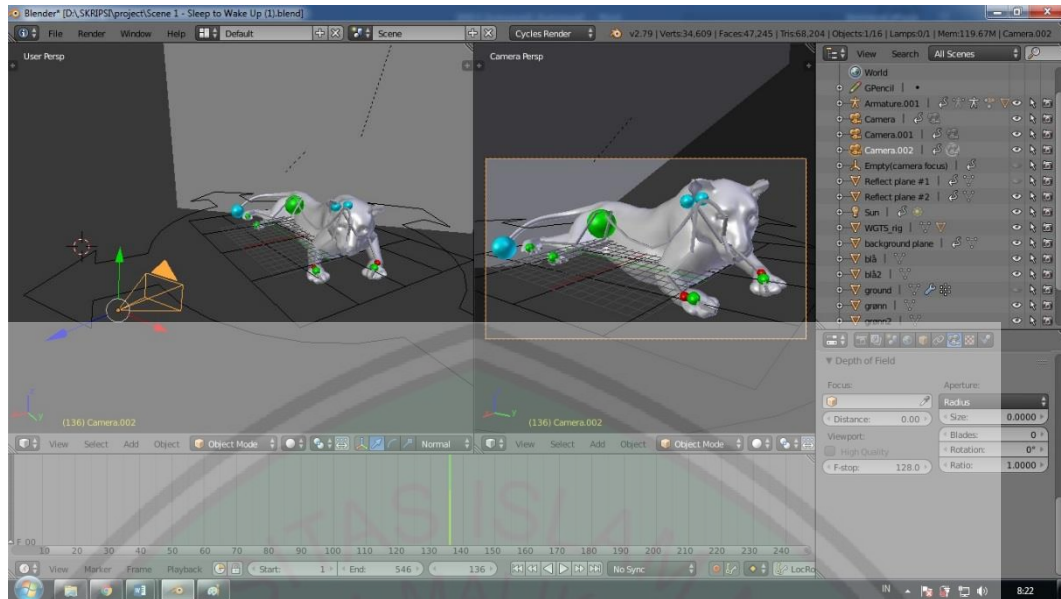 Blender* [D:\_SKRIPSI\project\Scene 1 - Sleep to Wake Up (1).blend]
File Render Window Help Default Scene Cycles Render v2.79 | Verts:34,609 | Faces:47,245 | Tris:68,204 | Objects:1/16 | Lamps:0/1 | Mem:119.67M | Camera.002
User Persp
Camera Persp
View Search All Scenes
World
GPencil
Armature.001
Camera
Camera.001
Camera.002
Empty(camera focus)
Reflect plane #1
Reflect plane #2
Sun
WGTS_rig
background plane
blå
blå2
ground
grønn
grønn2
Depth of Field
Focus: Aperture:
Radius
Distance: 0.00 Size: 0.0000
Viewport: Blades: 0
High Quality Rotation: 0°
F-stop: 128.0 Ratio: 1.0000
(136) Camera.002
(136) Camera.002
View Select Add Object Object Mode Normal
View Select Add Object Object Mode
TAS ISLAM
10 20 30 40 50 60 70 80 90 100 110 120 130 140 150 160 170 180 190 200 210 220 230 240
View Marker Frame Playback Start: 1 End: 546 136 No Sync LocRo
IN 8:22